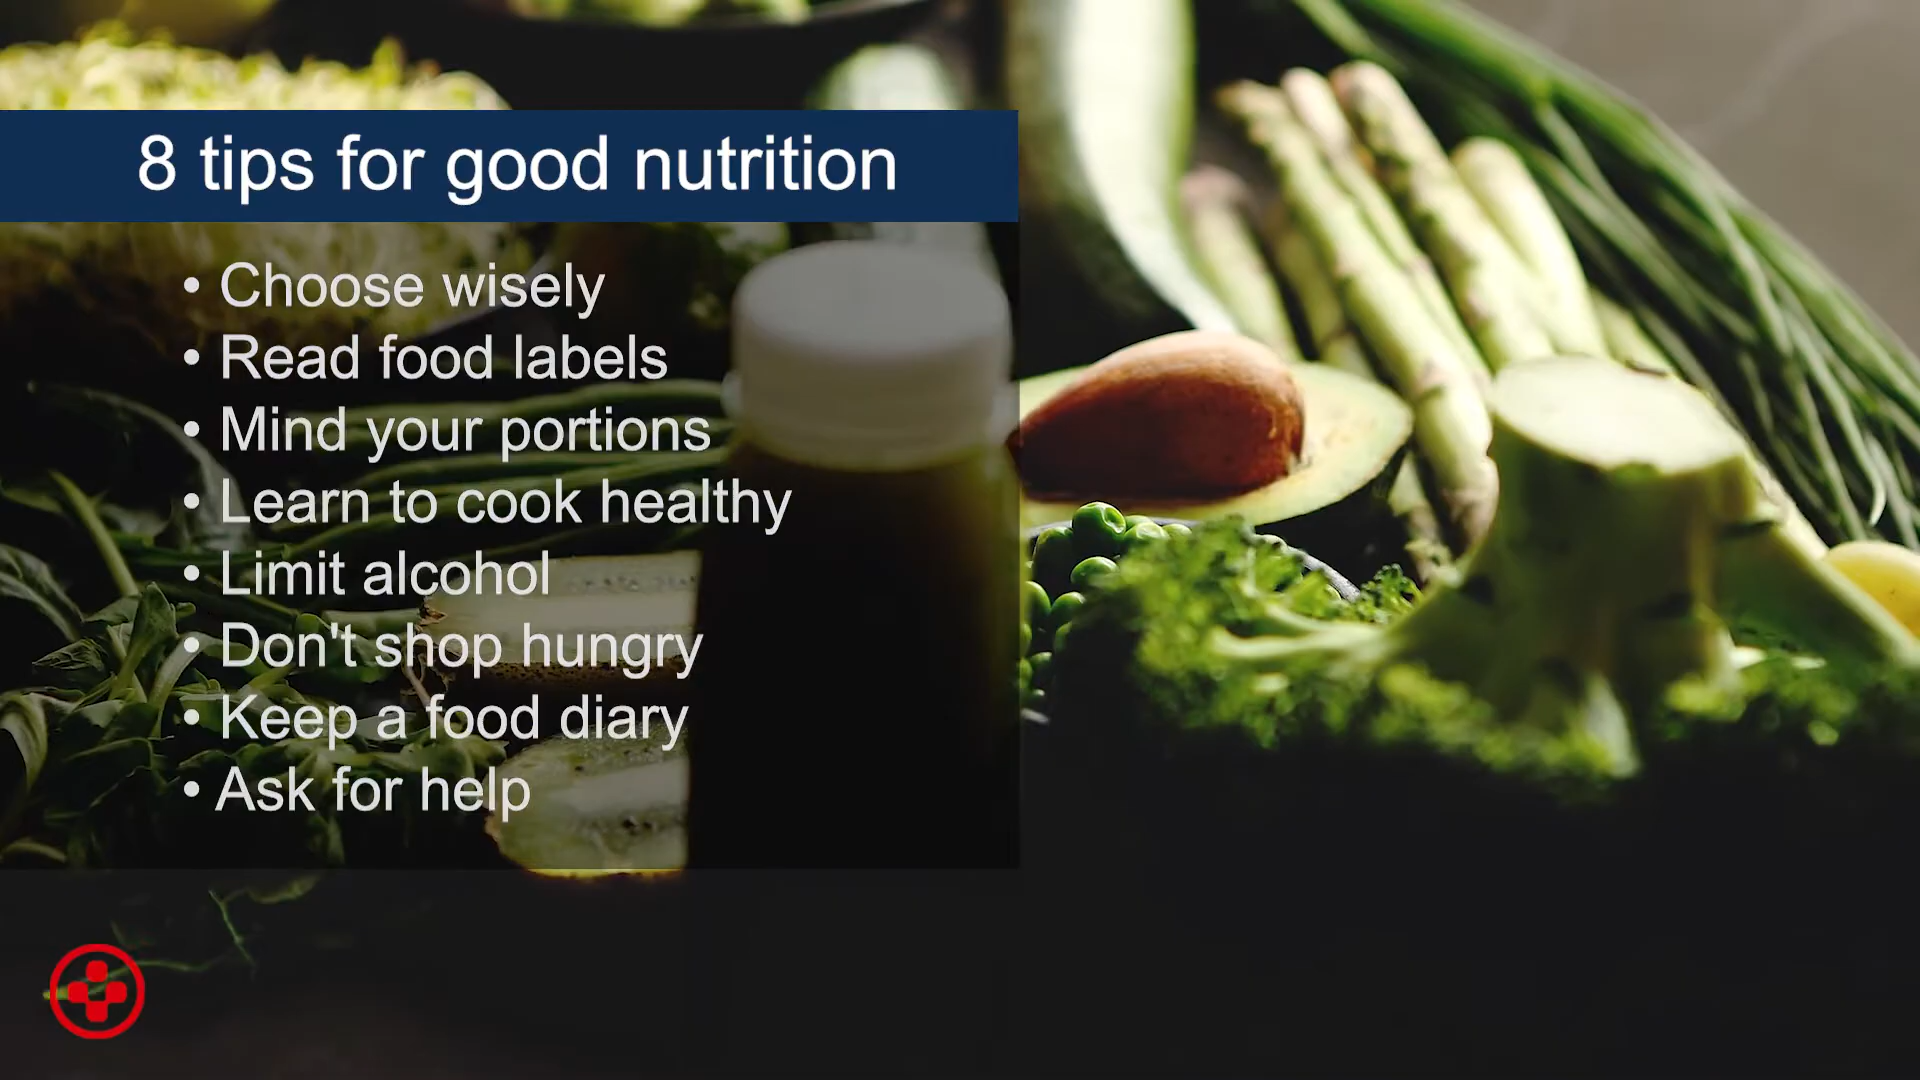 8 tips for good nutrition
• Choose wisely
• Read food labels
• Mind your portions
• Learn to cook healthy
• Limit alcohol
• Don't shop hungry
• Keep a food diary
• Ask for help